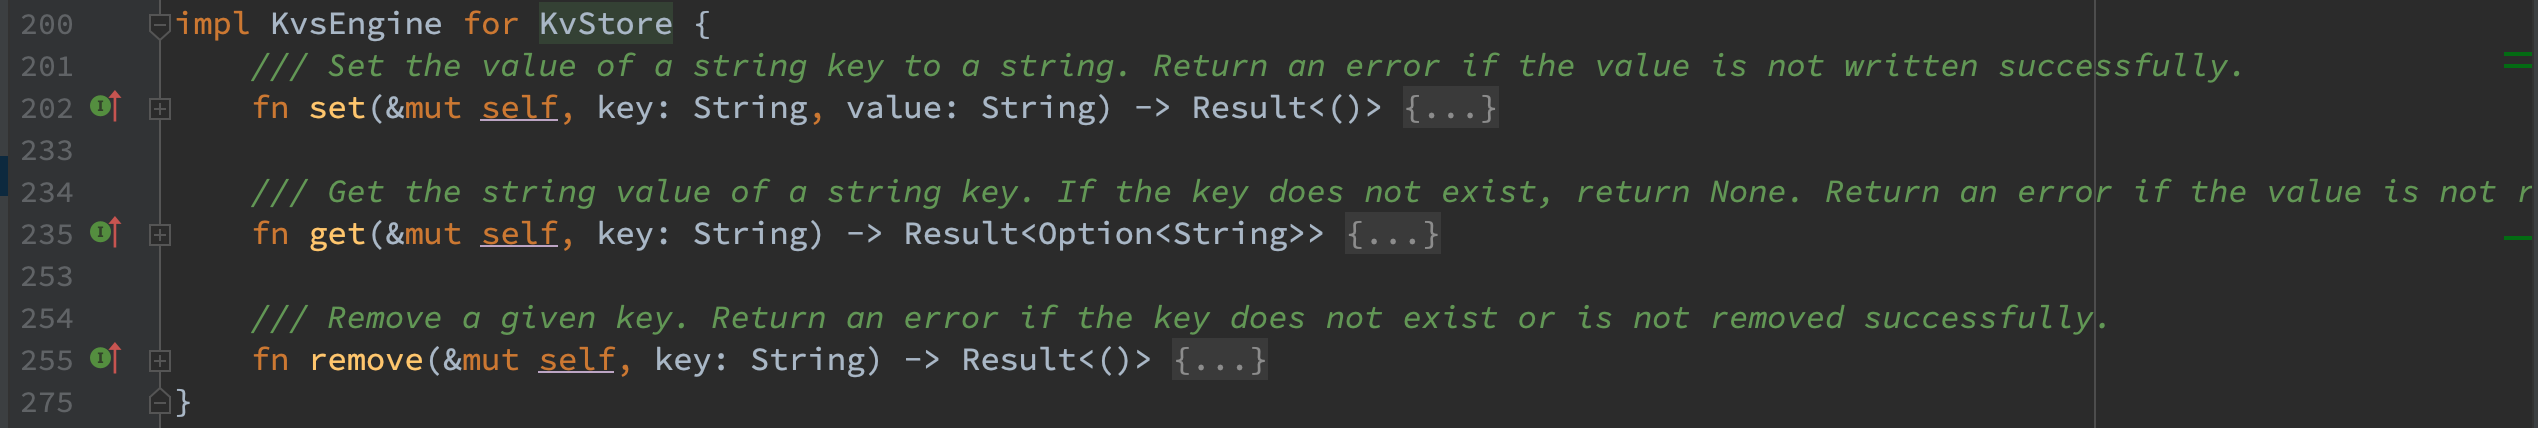 200 impl KvsEngine for KvStore {
201 /// Set the value of a string key to a string. Return an error if the value is not written successfully.
202 fn set(&mut self, key: String, value: String) -> Result<()> {...}
233
234 /// Get the string value of a string key. If the key does not exist, return None. Return an error if the value is not r
235 fn get(&mut self, key: String) -> Result<Option<String>> {...}
253
254 /// Remove a given key. Return an error if the key does not exist or is not removed successfully.
255 fn remove(&mut self, key: String) -> Result<()> {...}
275 }